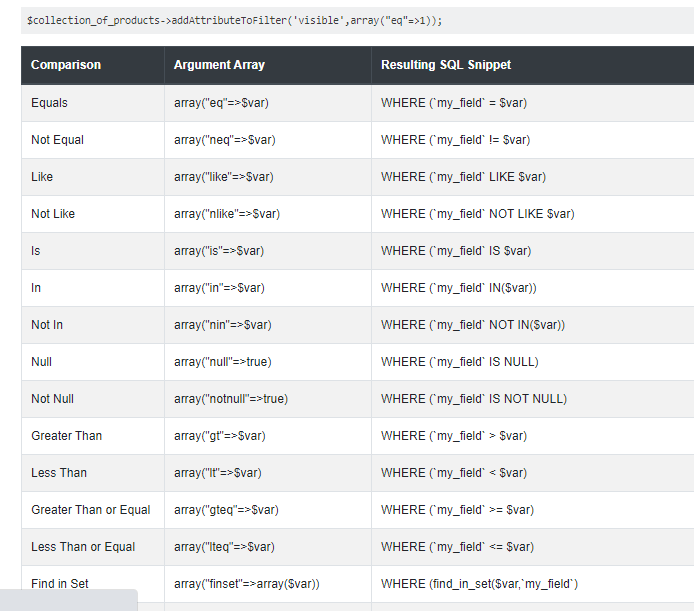 $collection_of_products->addAttributeToFilter('visible',array("eq"=>1));
Comparison Argument Array Resulting SQL Snippet
Equals array("eq"=>$var) WHERE (`my_field` = $var)
Not Equal array("neq"=>$var) WHERE (`my_field` != $var)
Like array("like"=>$var) WHERE (`my_field` LIKE $var)
Not Like array("nlike"=>$var) WHERE (`my_field` NOT LIKE $var)
Is array("is"=>$var) WHERE (`my_field` IS $var)
In array("in"=>$var) WHERE (`my_field` IN($var))
Not In array("nin"=>$var) WHERE (`my_field` NOT IN($var))
Null array("null"=>true) WHERE (`my_field` IS NULL)
Not Null array("notnull"=>true) WHERE (`my_field` IS NOT NULL)
Greater Than array("gt"=>$var) WHERE (`my_field` > $var)
Less Than array("lt"=>$var) WHERE (`my_field` < $var)
Greater Than or Equal array("gteq"=>$var) WHERE (`my_field` >= $var)
Less Than or Equal array("lteq"=>$var) WHERE (`my_field` <= $var)
Find in Set array("finset"=>array($var)) WHERE (find_in_set($var,`my_field`)